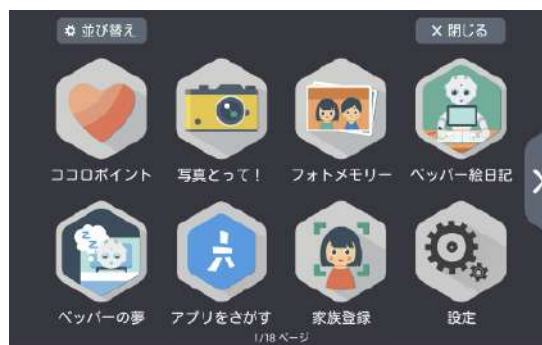 並び替え
× 閉じる
ココロポイント
写真とって!
フォトメモリー
ペッパー絵日記
ペッパーの夢
アプリをさがす
家族登録
設定
1/18 ページ